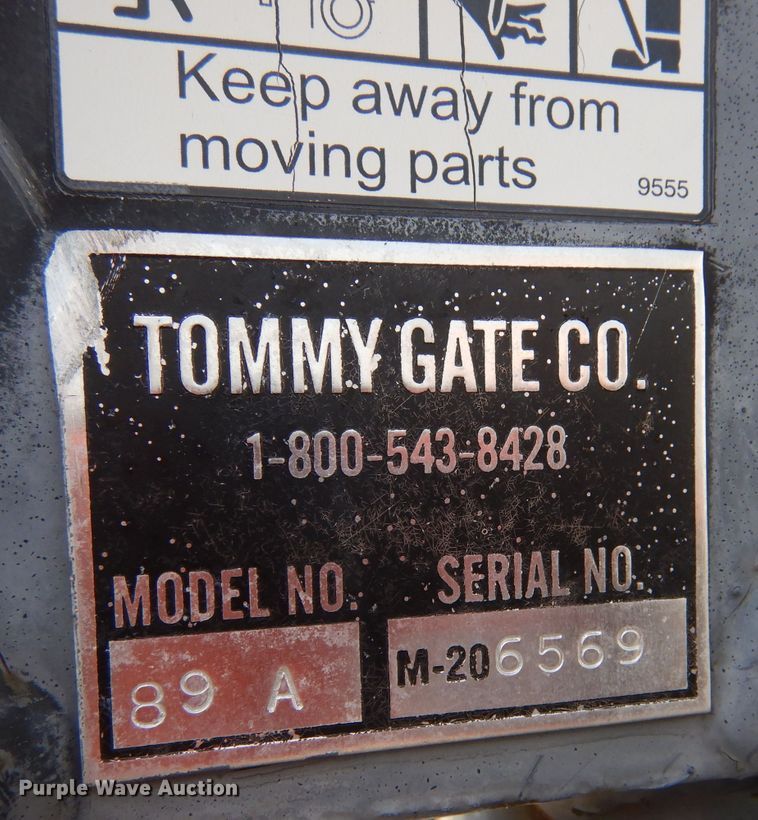 Keep away from
moving parts
9555
TOMMY GATE CO.
1-800-543-8428
MODEL NO. SERIAL NO.
89 A M-206569
Purple Wave Auction